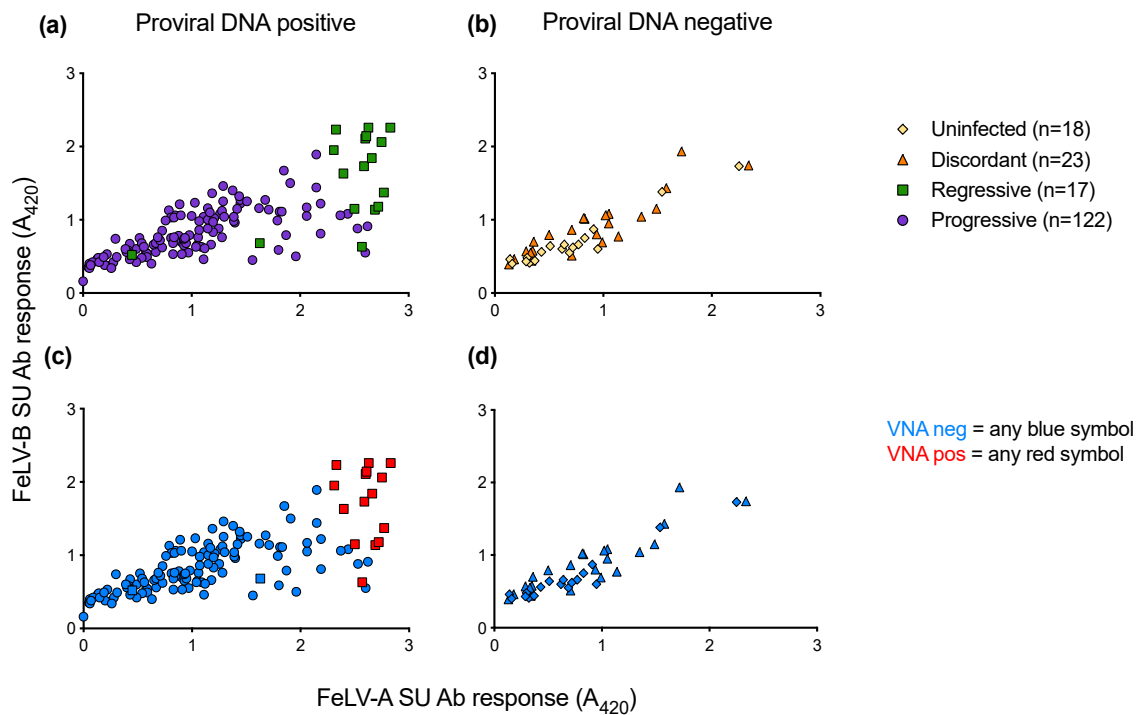 (a) Proviral DNA positive
(b) Proviral DNA negative
3
2
1
0
0 1 2 3
3
2
1
0
0 1 2 3
Uninfected (n=18)
Discordant (n=23)
Regressive (n=17)
Progressive (n=122)
FeLV-B SU Ab response (A420)
(c)
3
2
1
0
0 1 2 3
(d)
3
2
1
0
0 1 2 3
VNA neg = any blue symbol
VNA pos = any red symbol
FeLV-A SU Ab response (A420)